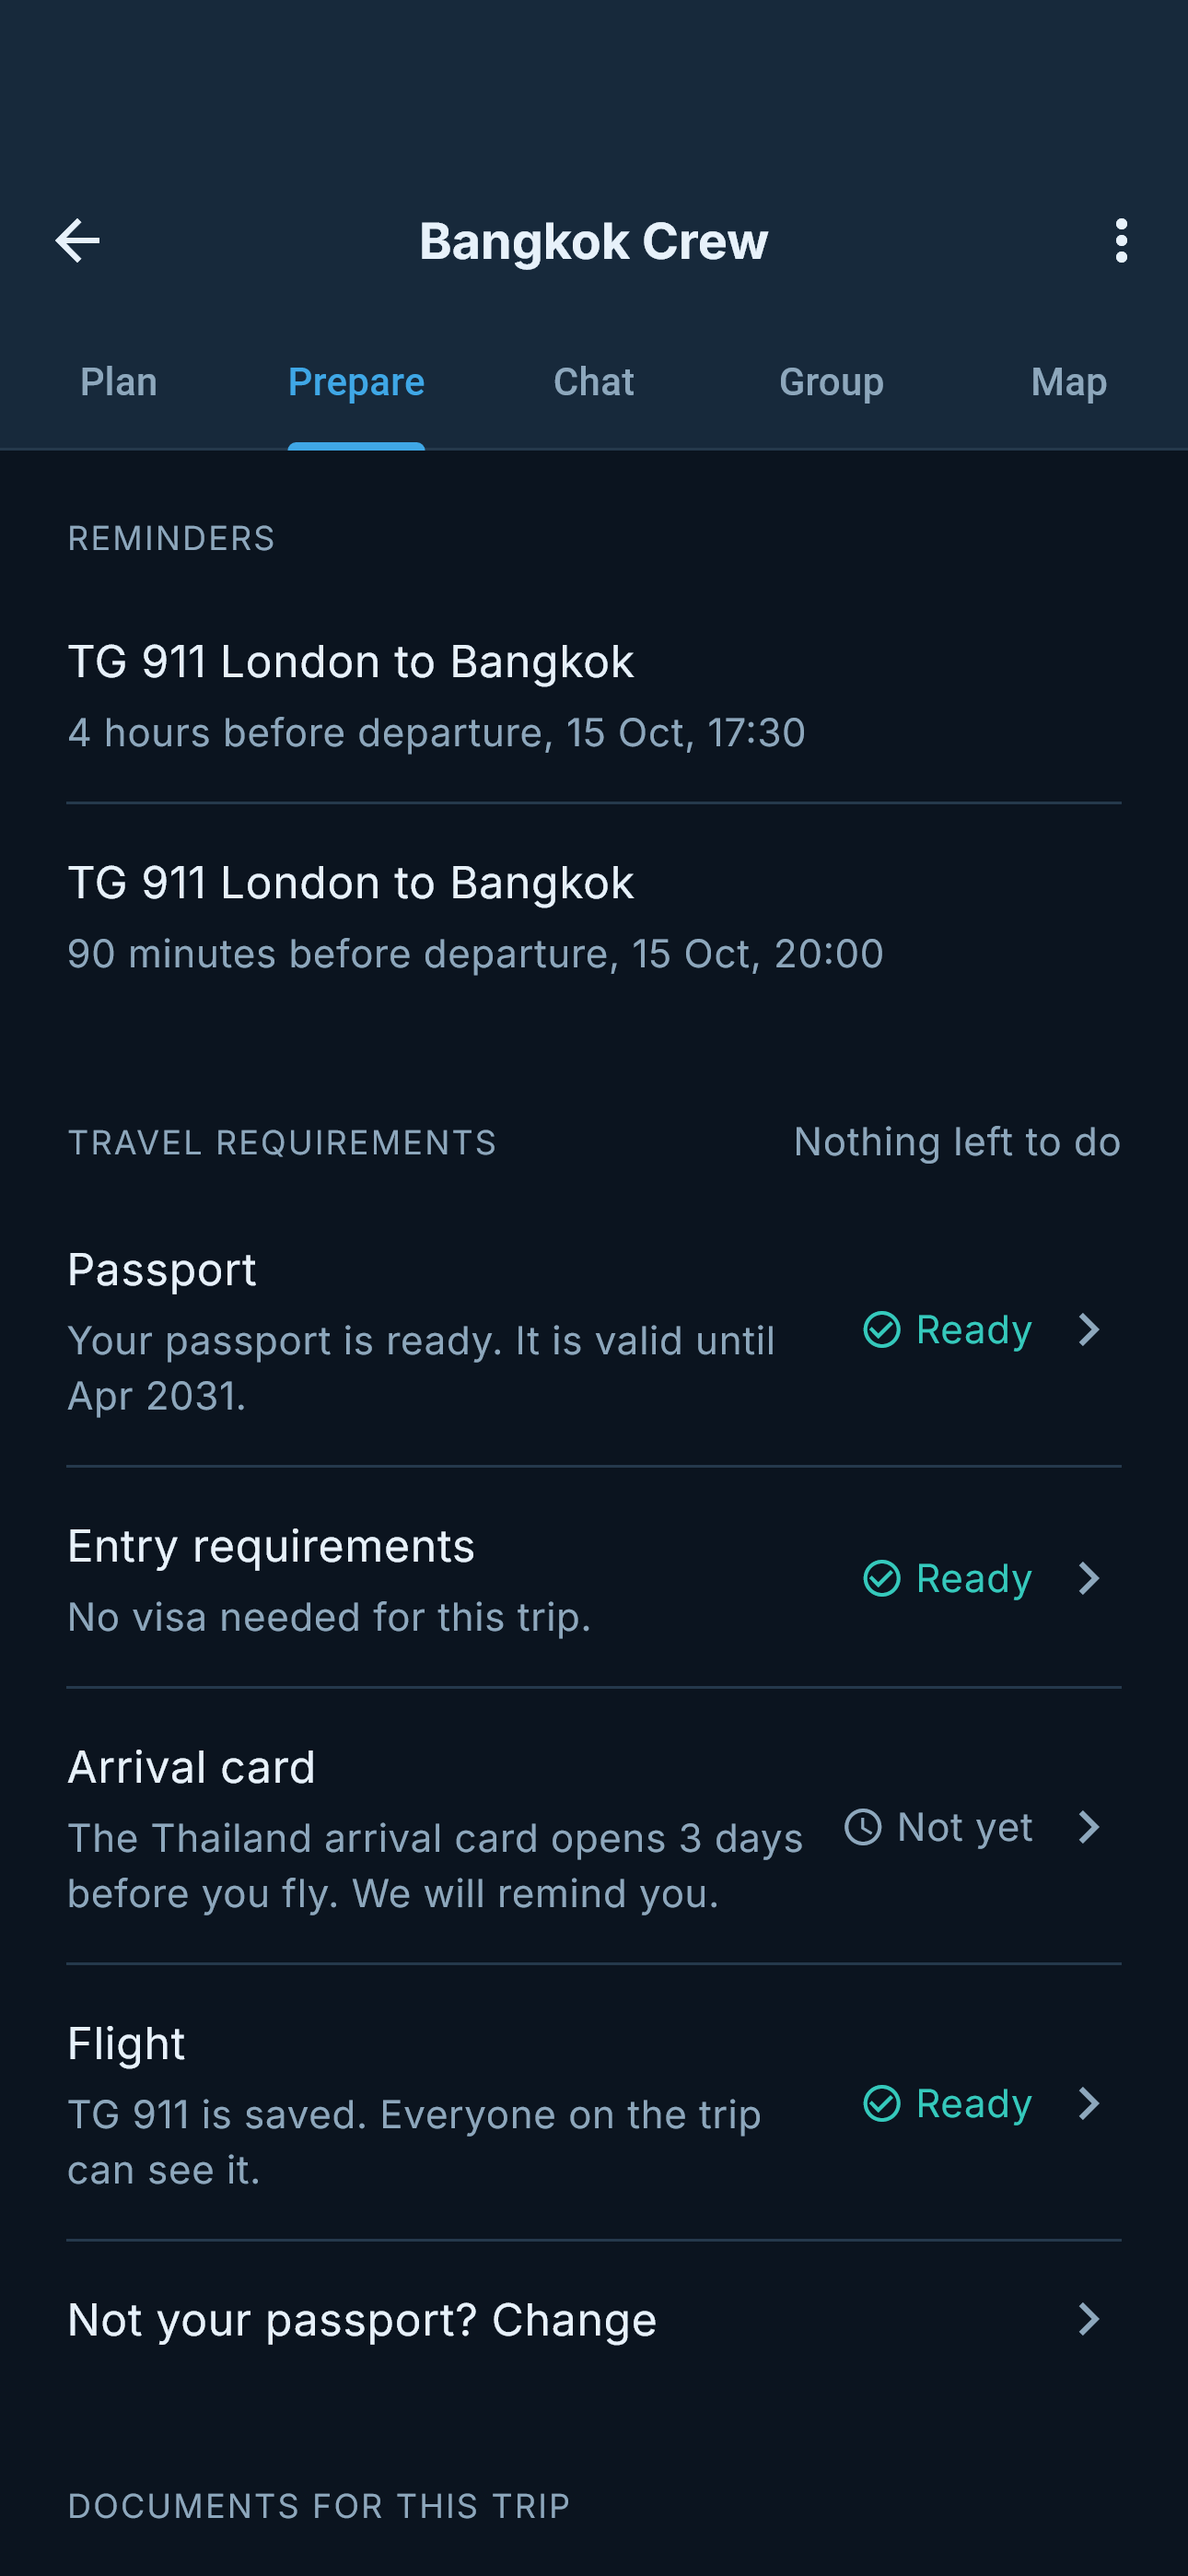 Bangkok Crew
Plan Prepare Chat Group Map
REMINDERS
TG 911 London to Bangkok
4 hours before departure, 15 Oct, 17:30
TG 911 London to Bangkok
90 minutes before departure, 15 Oct, 20:00
TRAVEL REQUIREMENTS Nothing left to do
Passport
Your passport is ready. It is valid until
Apr 2031.
Ready
Entry requirements
No visa needed for this trip.
Ready
Arrival card
The Thailand arrival card opens 3 days
before you fly. We will remind you.
Not yet
Flight
TG 911 is saved. Everyone on the trip
can see it.
Ready
Not your passport? Change
DOCUMENTS FOR THIS TRIP